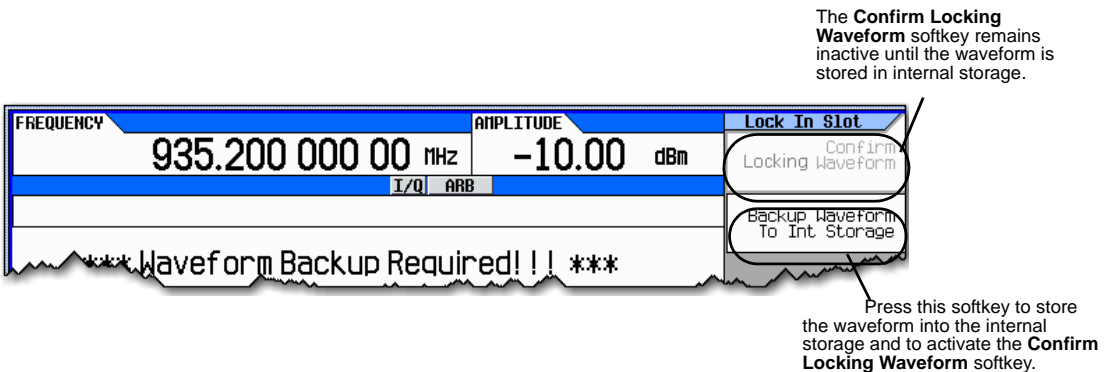 The Confirm Locking
Waveform softkey remains
inactive until the waveform is
stored in internal storage.
FREQUENCY
AMPLITUDE
Lock In Slot
935.200 000 00 MHz
-10.00 dBm
Confirm
Locking Waveform
I/Q ARB
Backup Waveform
To Int Storage
*** Waveform Backup Required!!! ***
Press this softkey to store
the waveform into the internal
storage and to activate the Confirm
Locking Waveform softkey.